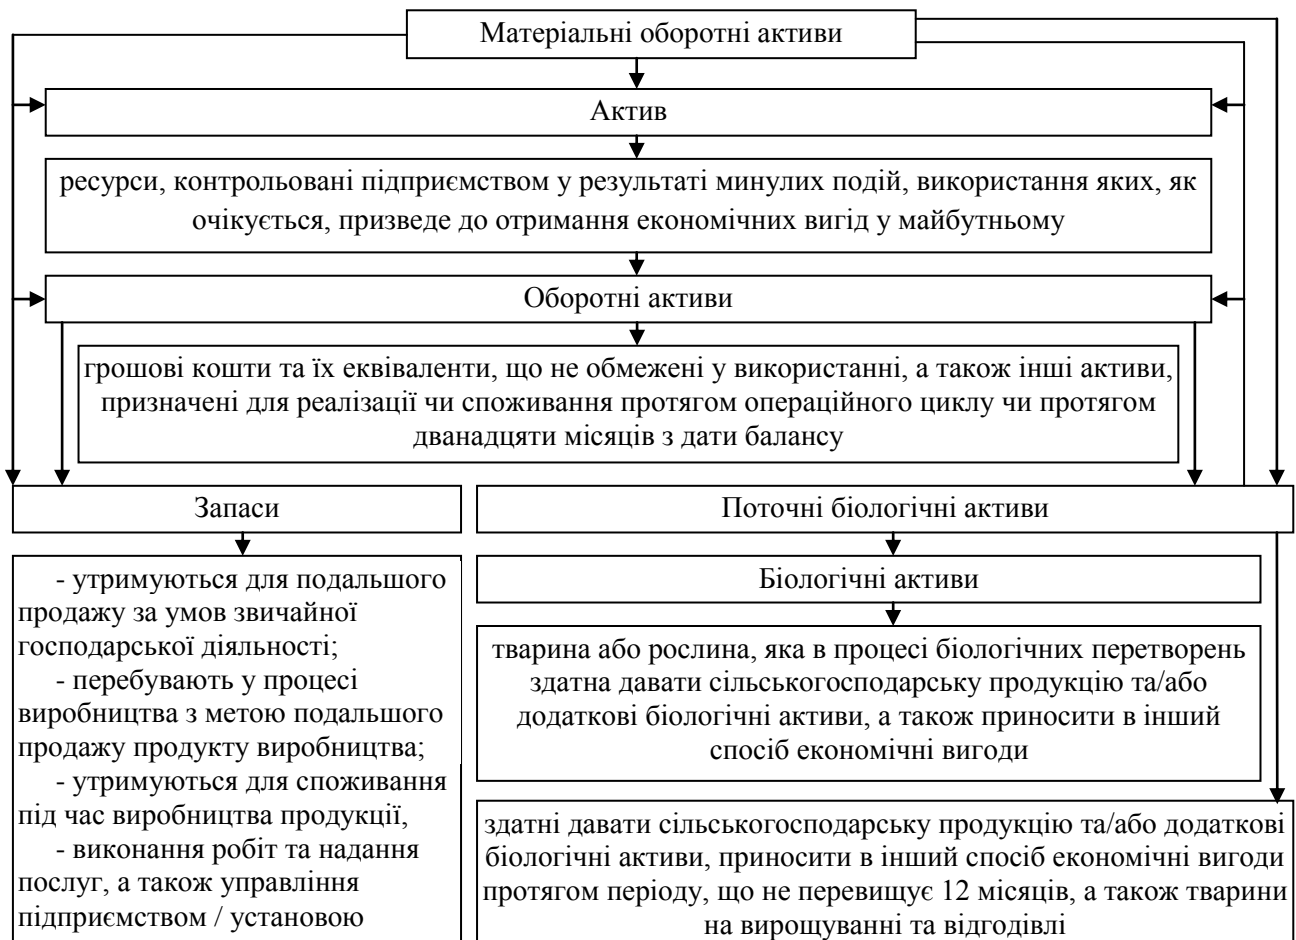 Матеріальні оборотні активи
Актив
ресурси, контрольовані підприємством у результаті минулих подій, використання яких, як
очікується, призведе до отримання економічних вигід у майбутньому
Оборотні активи
грошові кошти та їх еквіваленти, що не обмежені у використанні, а також інші активи,
призначені для реалізації чи споживання протягом операційного циклу чи протягом
дванадцяти місяців з дати балансу
Запаси
- утримуються для подальшого
продажу за умов звичайної
господарської діяльності;
- перебувають у процесі
виробництва з метою подальшого
продажу продукту виробництва;
- утримуються для споживання
під час виробництва продукції,
- виконання робіт та надання
послуг, а також управління
підприємством / установою
Поточні біологічні активи
Біологічні активи
тварина або рослина, яка в процесі біологічних перетворень
здатна давати сільськогосподарську продукцію та/або
додаткові біологічні активи, а також приносити в інший
спосіб економічні вигоди
здатні давати сільськогосподарську продукцію та/або додаткові
біологічні активи, приносити в інший спосіб економічні вигоди
протягом періоду, що не перевищує 12 місяців, а також тварини
на вирощуванні та відгодівлі